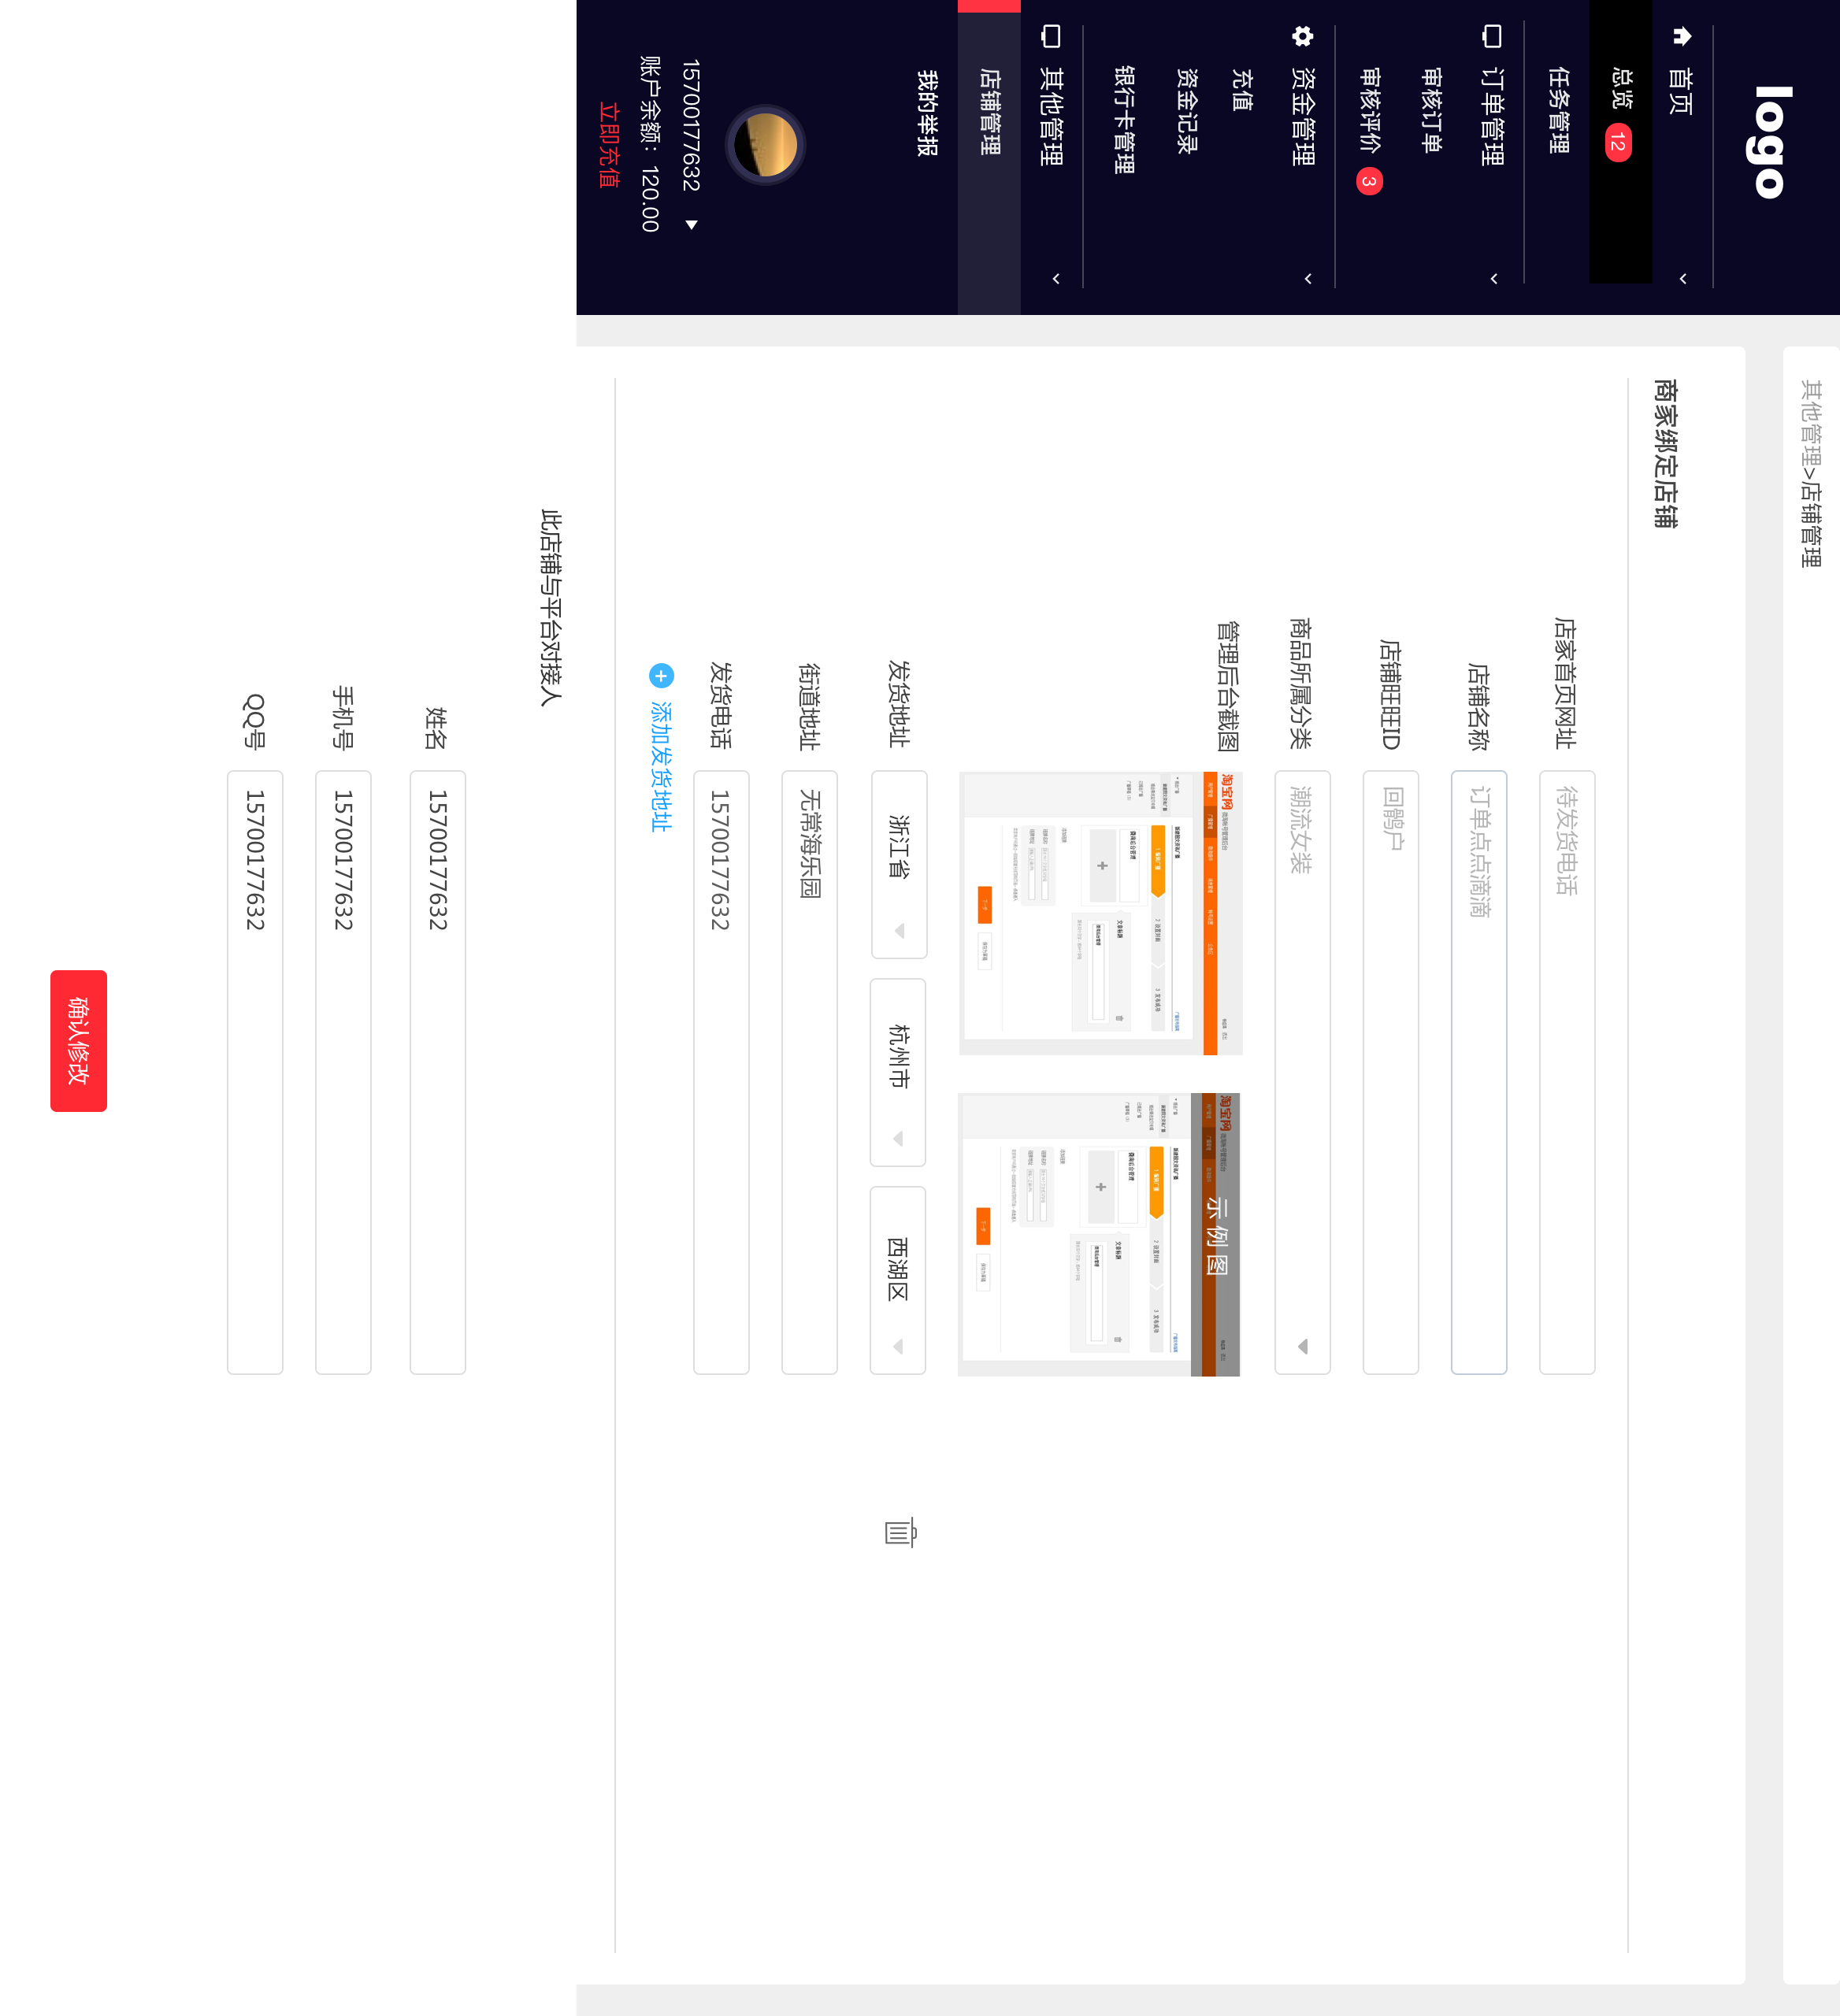 logo
首页
总览 12
任务管理
订单管理
审核订单
审核评价 3
资金管理
充值
资金记录
银行卡管理
其他管理
店铺管理
我的举报
15700177632
账户余额：120.00
立即充值
其他管理>店铺管理
商家绑定店铺
店家首页网址 待发货电话
店铺名称 订单点点滴滴
店铺旺旺ID 回鹘户
商品所属分类 潮流女装
管理后台截图
淘宝网
示例图
发货地址 浙江省 杭州市 西湖区
街道地址 无常海乐园
发货电话 15700177632
添加发货地址
此店铺与平台对接人
姓名 15700177632
手机号 15700177632
QQ号 15700177632
确认修改